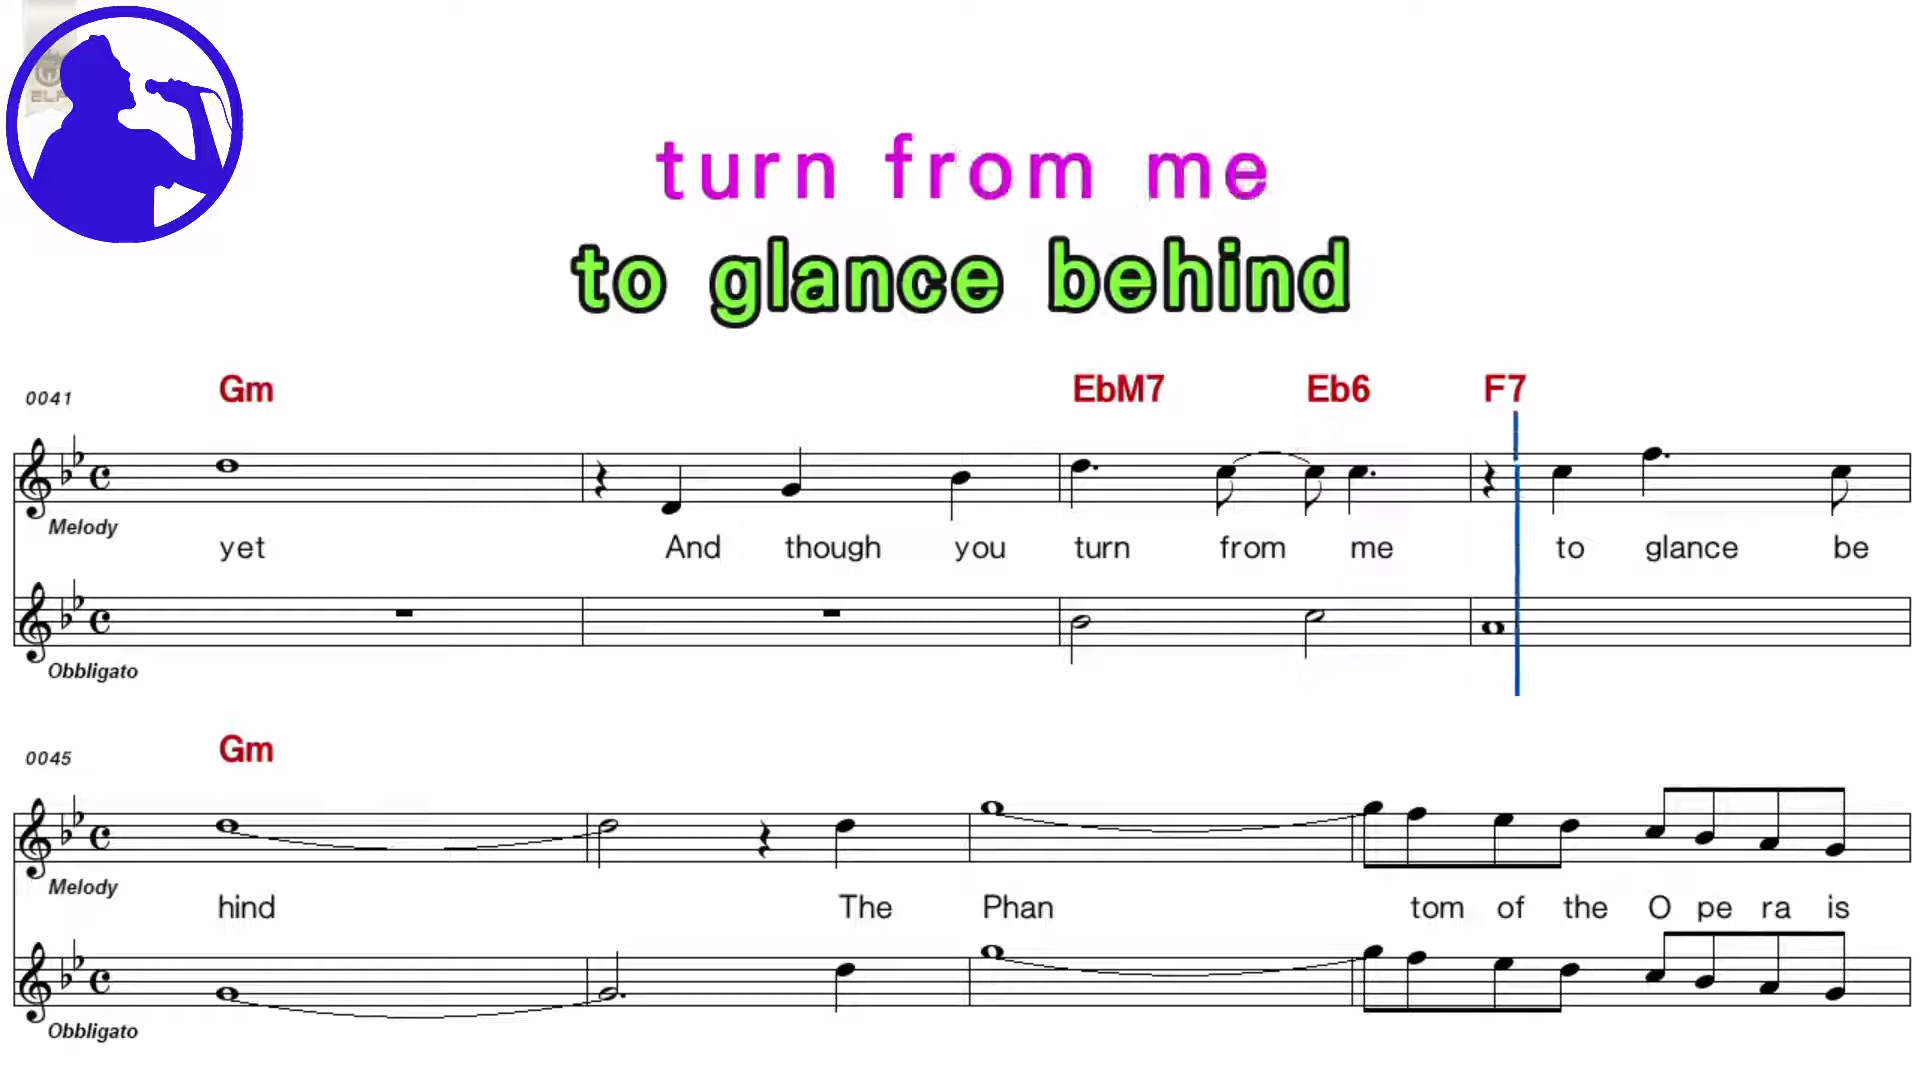 turn from me
to glance behind
0041 Gm EbM7 Eb6 F7
Melody
yet And though you turn from me to glance be
Obbligato
0045 Gm
Melody
hind The Phan tom of the O pe ra is
Obbligato